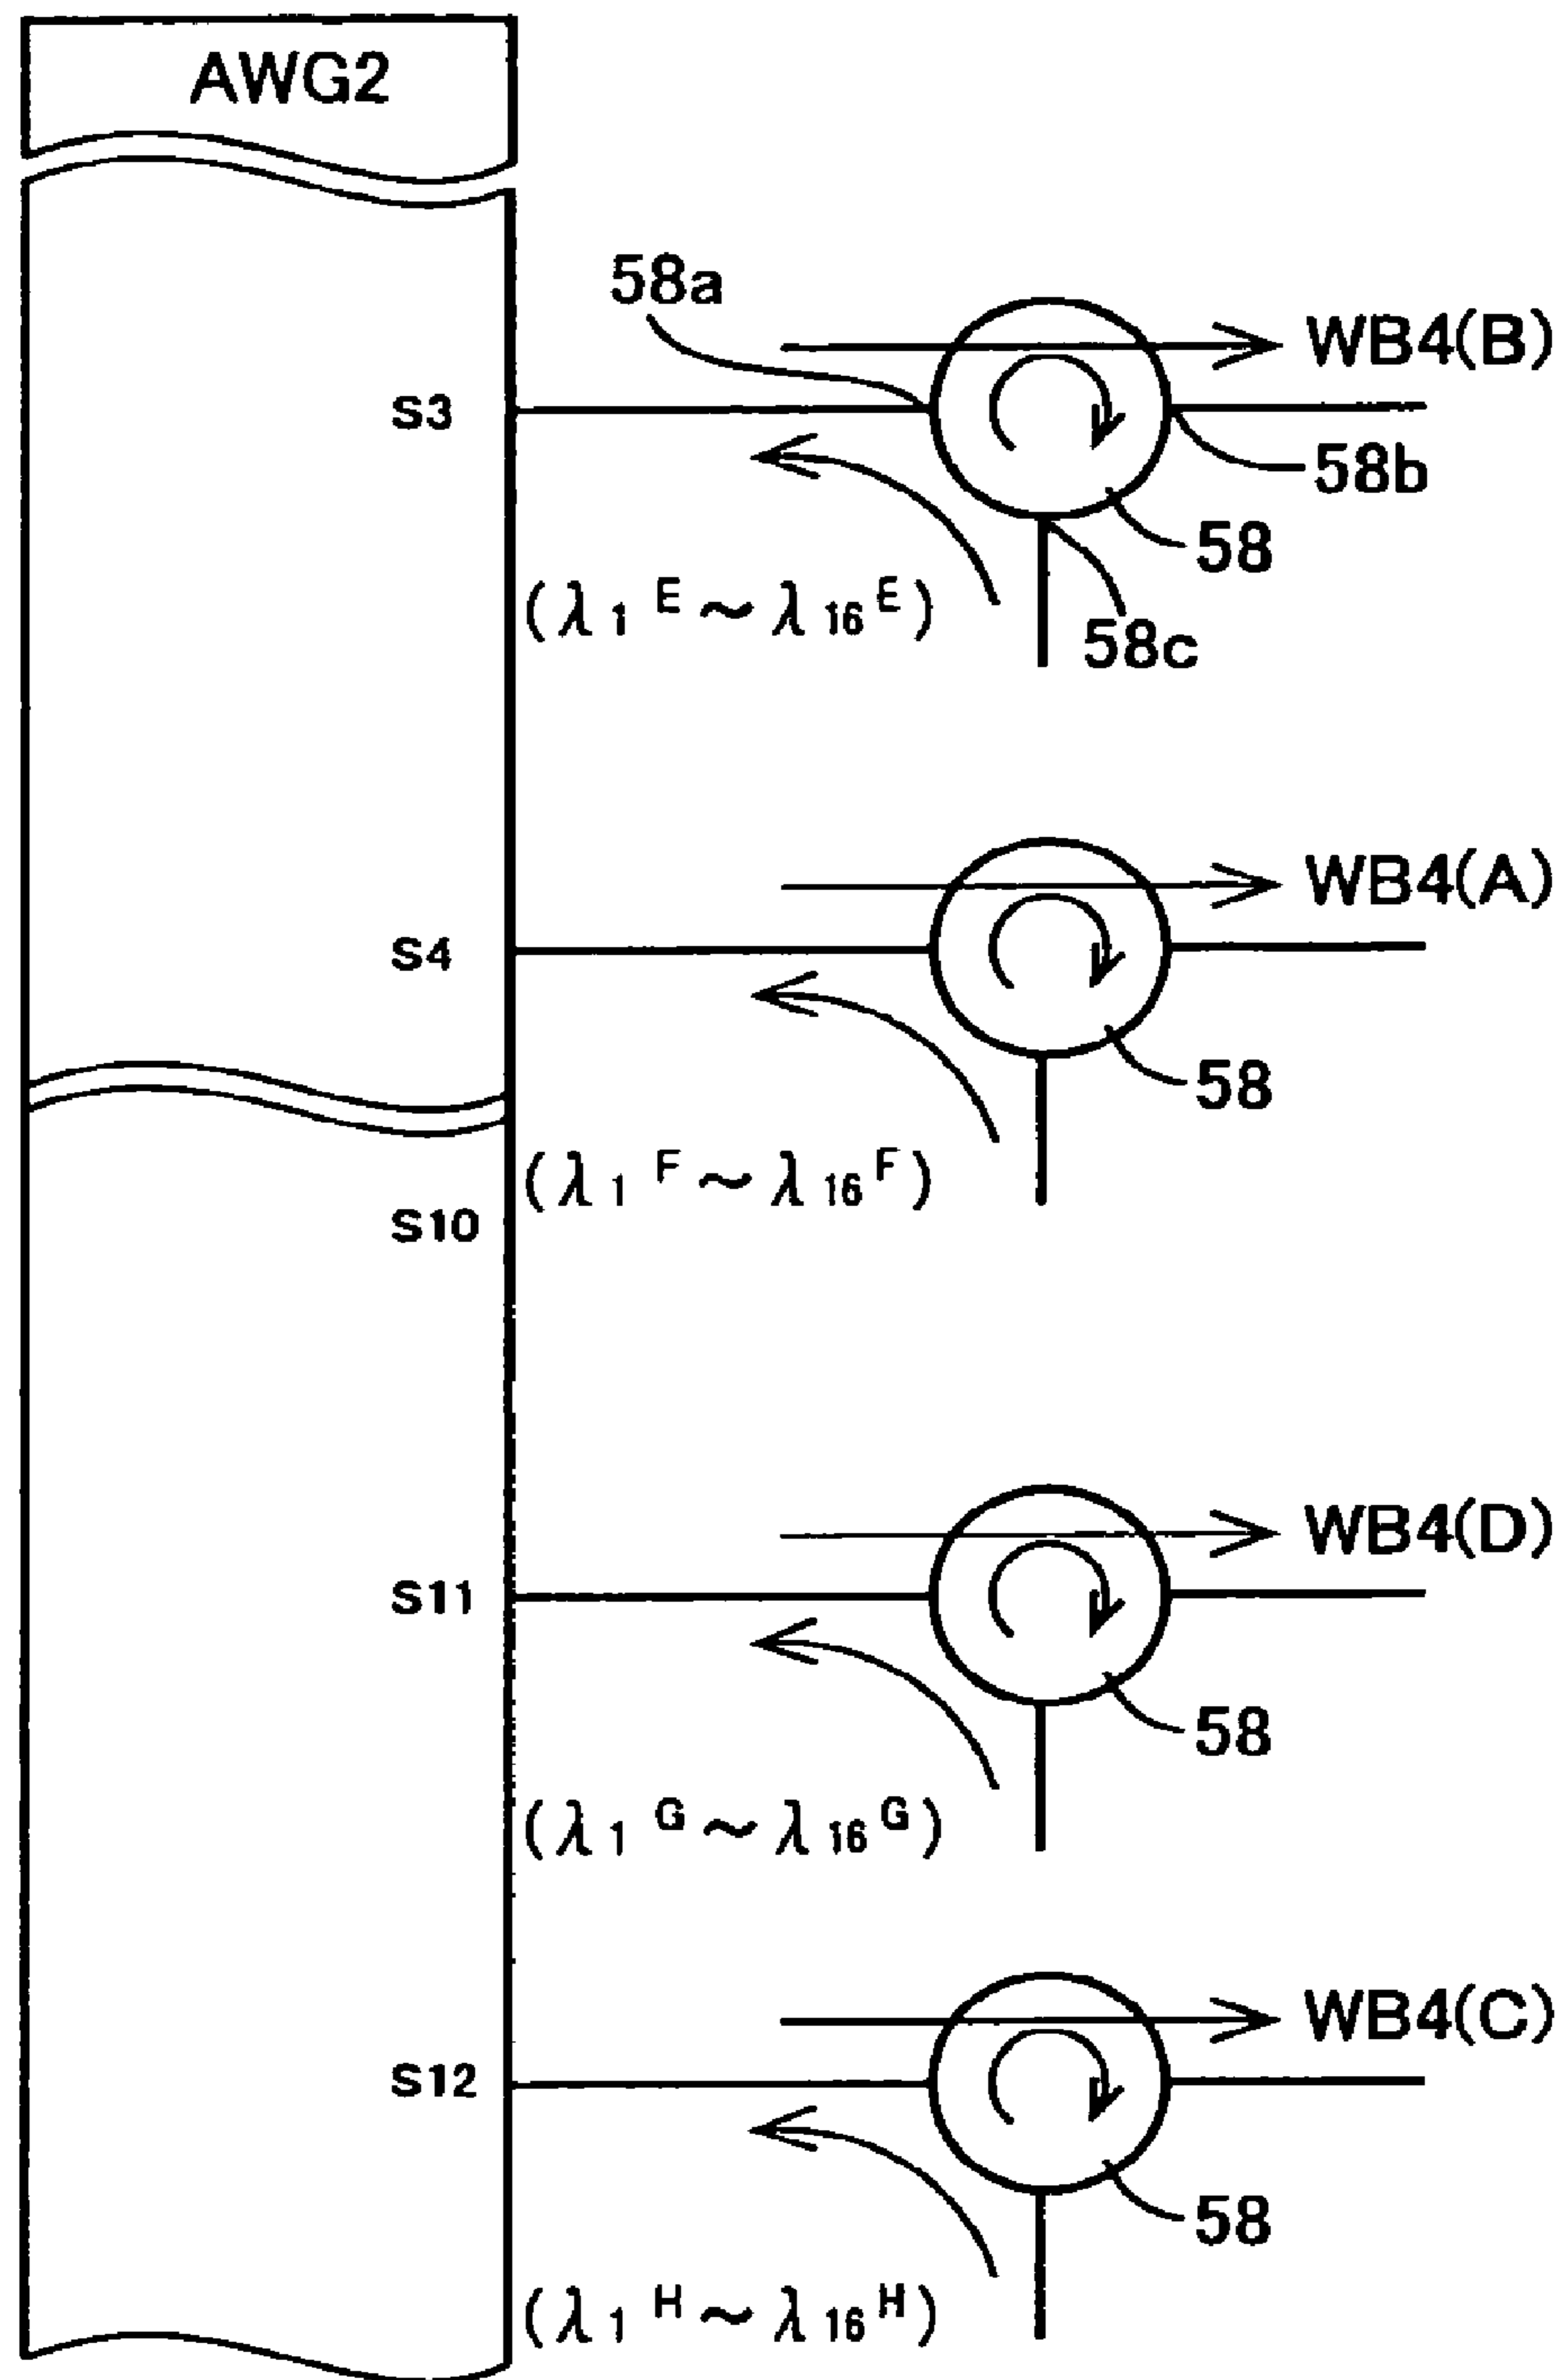 AWG2
58a
WB4(B)
S3
58b
58
(λ₁ᴱ～λ₁₆ᴱ)
58c
WB4(A)
S4
58
(λ₁ꟳ～λ₁₆ꟳ)
S10
WB4(D)
S11
58
(λ₁ᴳ～λ₁₆ᴳ)
WB4(C)
S12
58
(λ₁ᴴ～λ₁₆ᴴ)